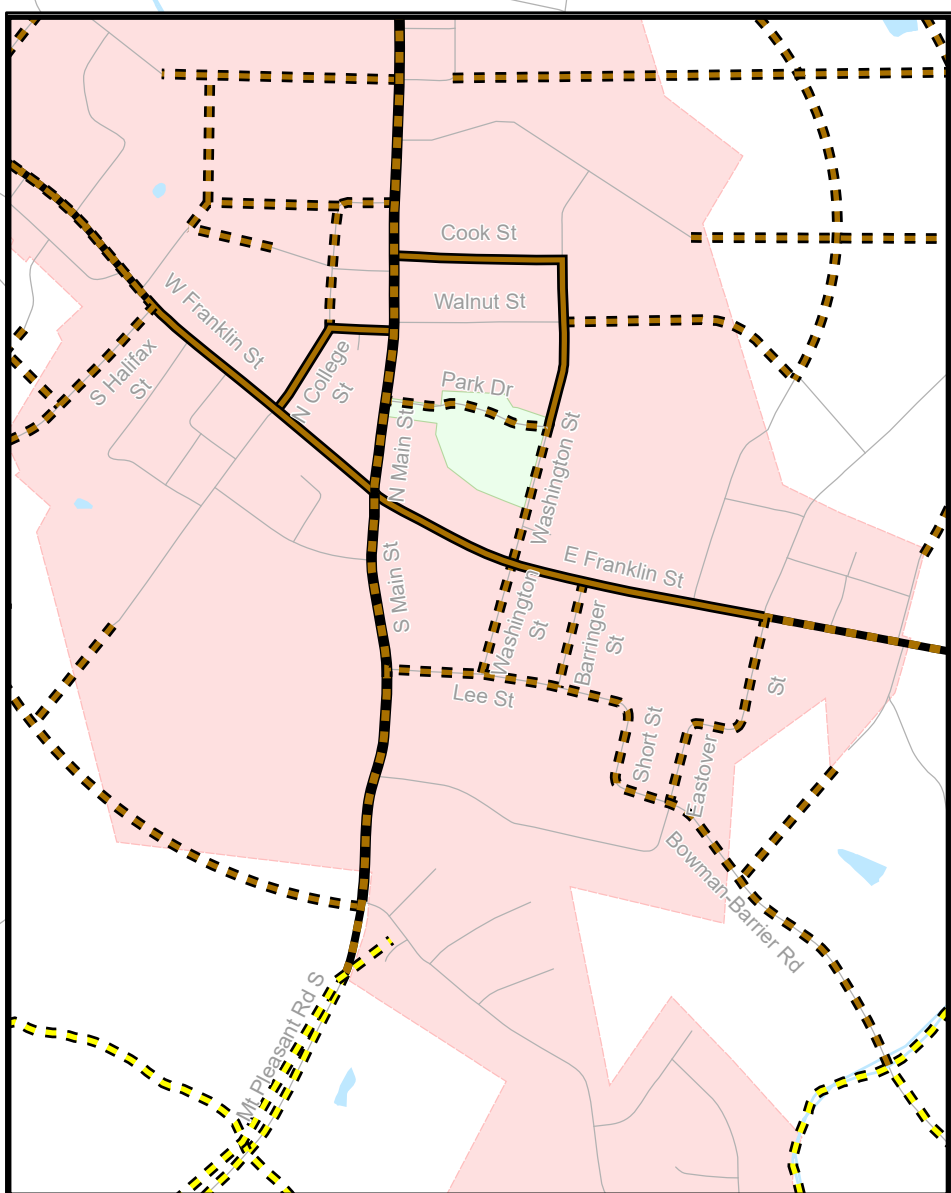 Cook St
W Franklin St
Walnut St
S Halifax
St
N College
St
Park Dr
N Main St
Washington St
S Main St
E Franklin St
Washington
St
Barringer
St
Lee St
St
Short St
Eastover
Bowman-Barrier Rd
Mt Pleasant Rd S